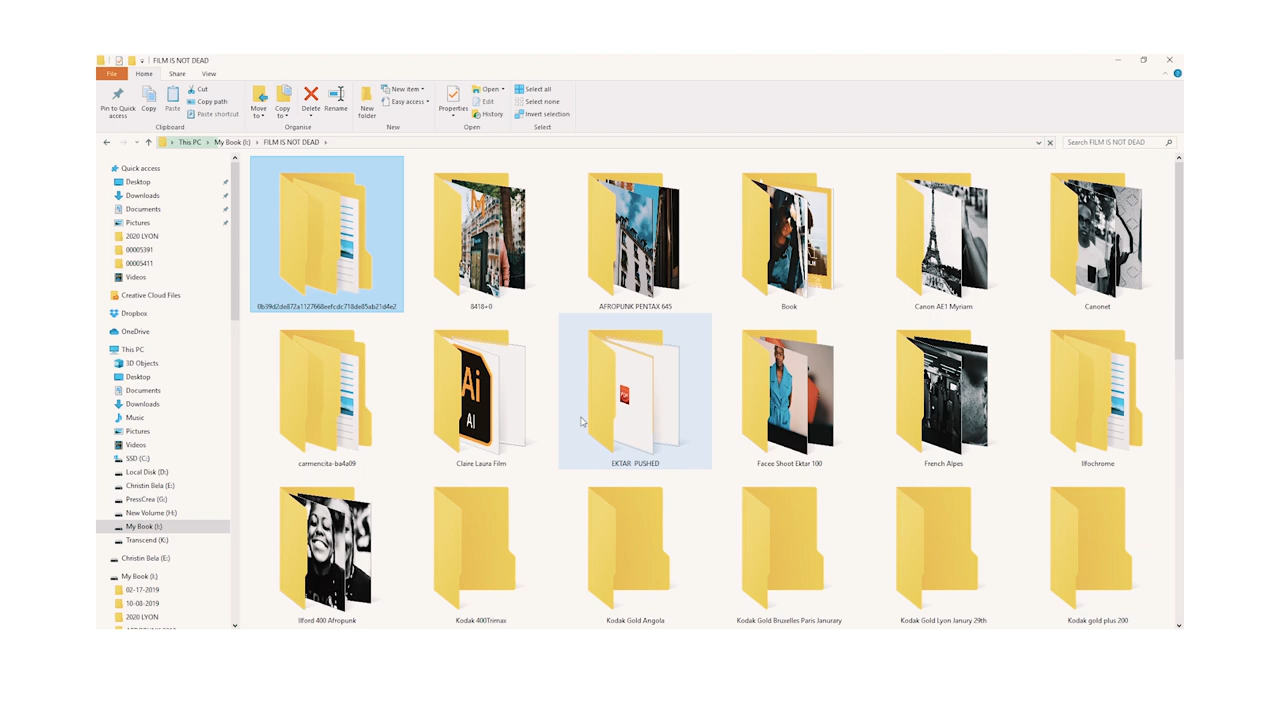 FILM IS NOT DEAD
File Home Share View
Pin to Quick access
Copy
Paste
Cut
Copy path
Paste shortcut
Clipboard
Move to
Copy to
Delete
Rename
Organise
New folder
New item
Easy access
New
Properties
Open
Edit
History
Open
Select all
Select none
Invert selection
Select
This PC My Book (I:) FILM IS NOT DEAD
Search FILM IS NOT DEAD
Quick access
Desktop
Downloads
Documents
Pictures
2020 LYON
00005391
00005411
Videos
Creative Cloud Files
Dropbox
OneDrive
This PC
3D Objects
Desktop
Documents
Downloads
Music
Pictures
Videos
SSD (C:)
Local Disk (D:)
Christin Bela (E:)
PressCrea (G:)
New Volume (H:)
My Book (I:)
Transcend (K:)
Christin Bela (E:)
My Book (I:)
02-17-2019
10-08-2019
2020 LYON
0b39d2de872a1127668eefcdc718de85ab21d4e2
8418+0
AFROPUNK PENTAX 645
Book
Canon AE1 Myriam
Canonet
carmencita-ba4a09
Ai
AI
Claire Laura Film
PDF
EKTAR PUSHED
Facee Shoot Ektar 100
French Alpes
Ilfochrome
Ilford 400 Afropunk
Kodak 400Trimax
Kodak Gold Angola
Kodak Gold Bruxelles Paris Janurary
Kodak Gold Lyon Janury 29th
Kodak gold plus 200